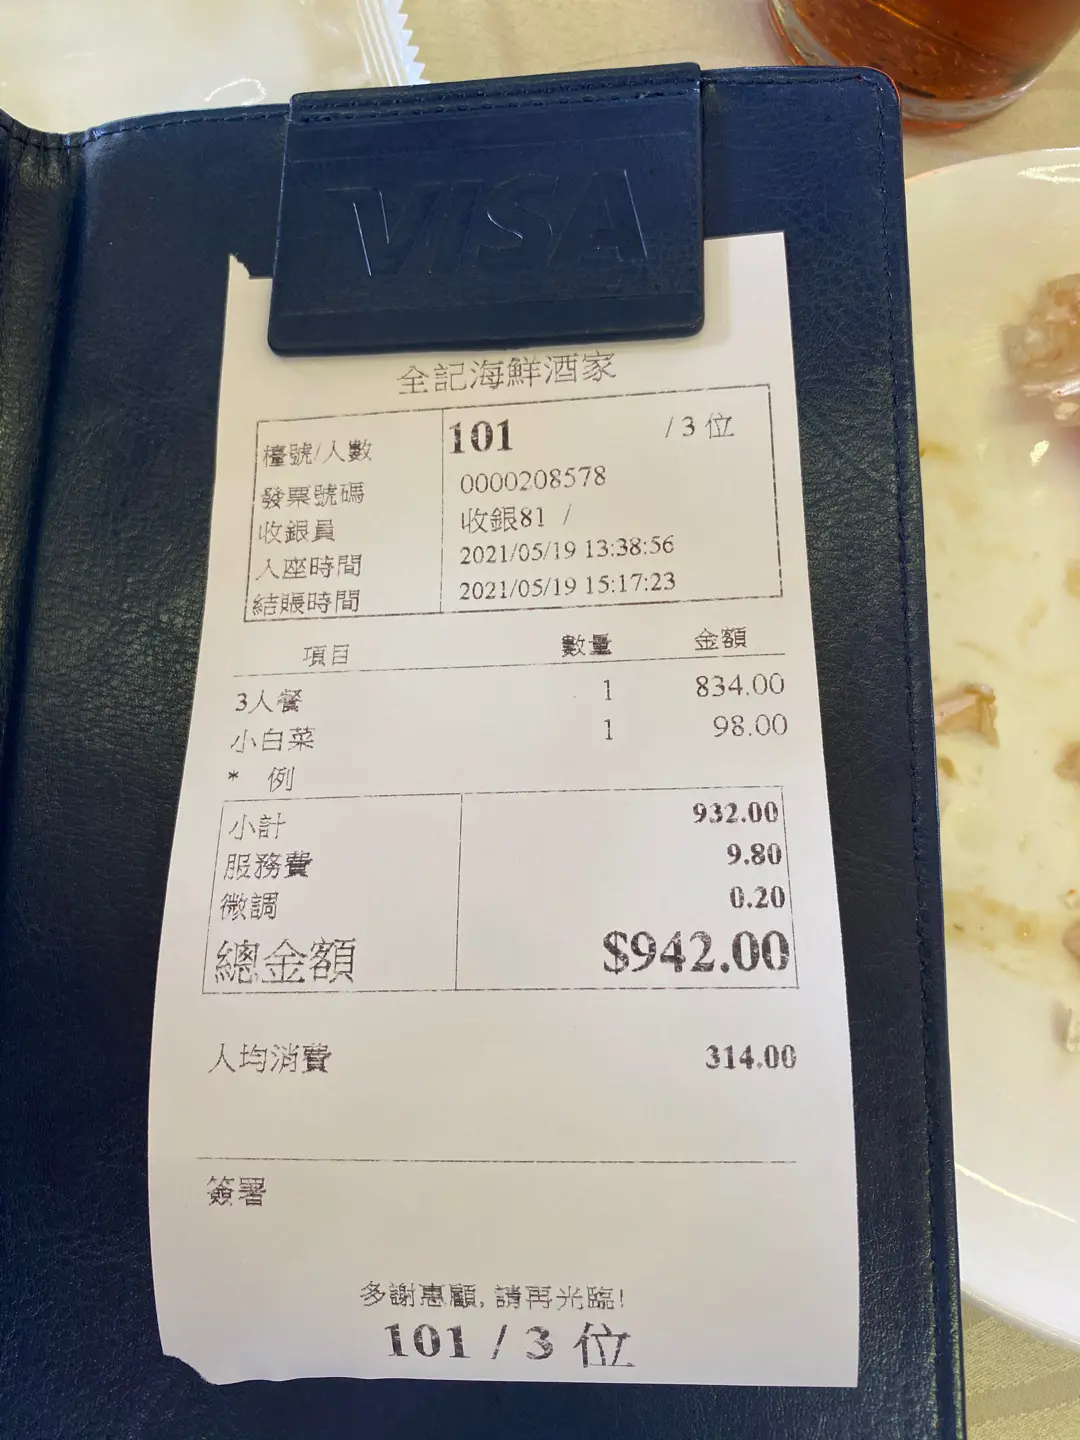 VISA
全記海鮮酒家
檯號/人數 101 / 3 位
發票號碼 0000208578
收銀員 收銀81 /
入座時間 2021/05/19 13:38:56
結賬時間 2021/05/19 15:17:23
項目 數量 金額
3人餐 1 834.00
小白菜 1 98.00
* 例
小計 932.00
服務費 9.80
微調 0.20
總金額 $942.00
人均消費 314.00
簽署
多謝惠顧, 請再光臨!
101 / 3 位